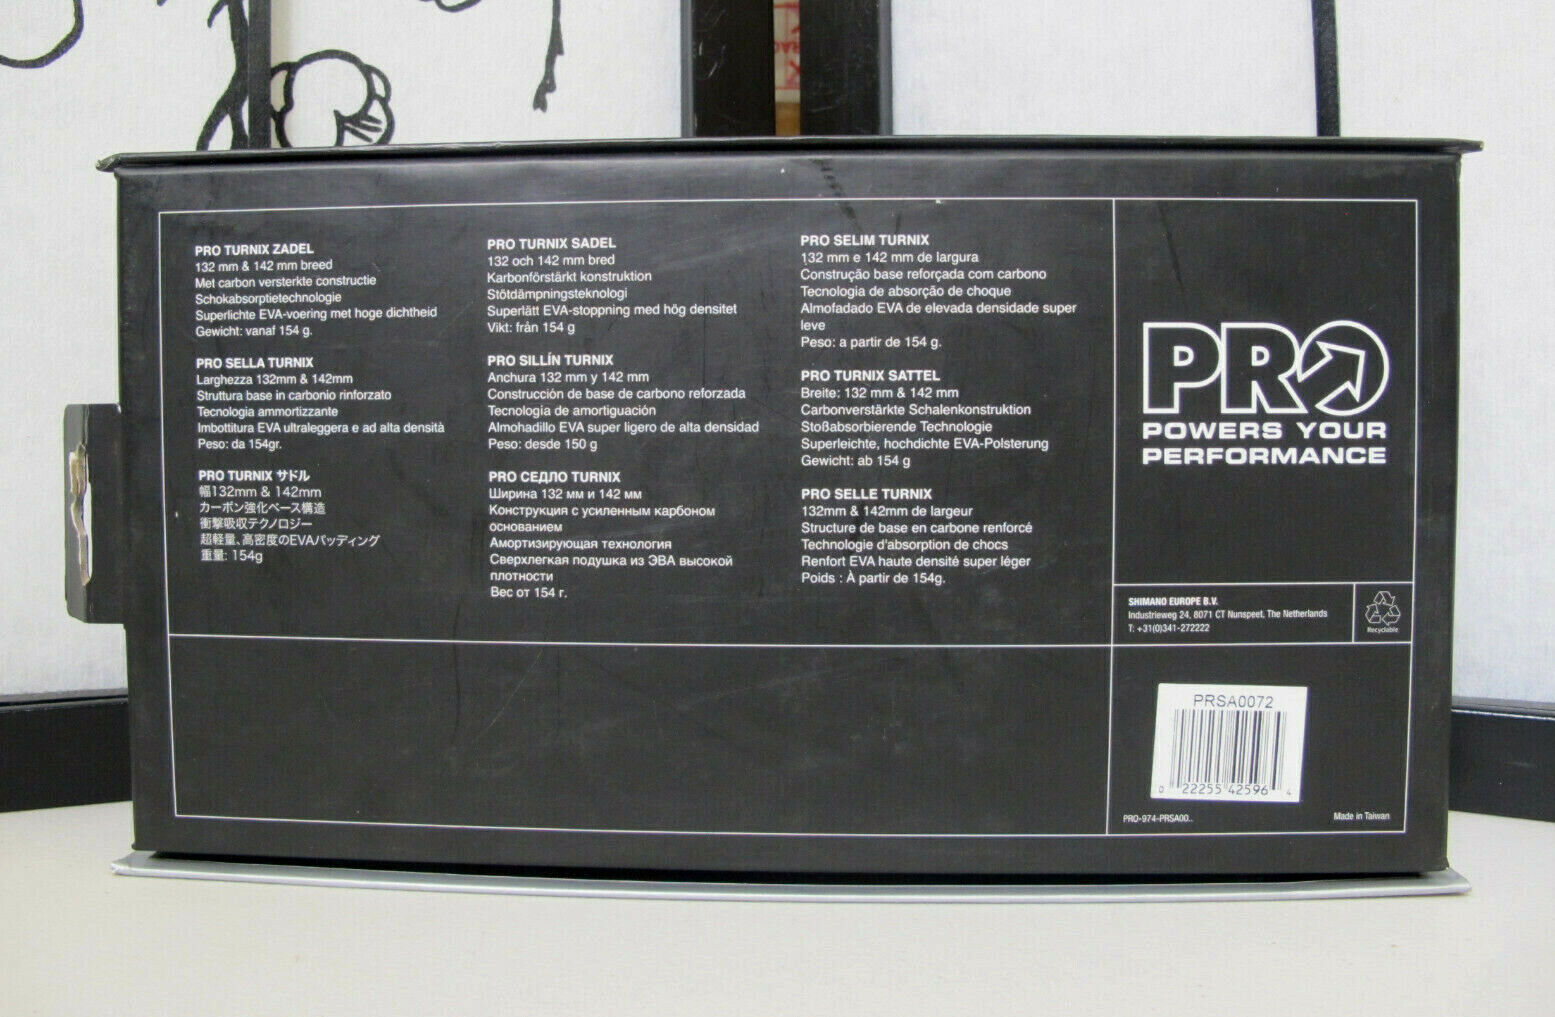 PRO TURNIX ZADEL
132 mm & 142 mm breed
Met carbon versterkte constructie
Schokabsorptietechnologie
Superlichte EVA-voering met hoge dichtheid
Gewicht: vanaf 154 g.
PRO SELLA TURNIX
Larghezza 132mm & 142mm
Struttura base in carbonio rinforzato
Tecnologia ammortizzante
Imbottitura EVA ultraleggera e ad alta densità
Peso: da 154gr.
PRO TURNIX サドル
幅132mm & 142mm
カーボン強化ベース構造
衝撃吸収テクノロジー
超軽量、高密度のEVAパッディング
重量: 154g
PRO TURNIX SADEL
132 och 142 mm bred
Karbonförstärkt konstruktion
Stötdämpningsteknologi
Superlätt EVA-stoppning med hög densitet
Vikt: från 154 g
PRO SILLÍN TURNIX
Anchura 132 mm y 142 mm
Construcción de base de carbono reforzada
Tecnología de amortiguación
Almohadillo EVA super ligero de alta densidad
Peso: desde 150 g
PRO СЕДЛО TURNIX
Ширина 132 мм и 142 мм
Конструкция с усиленным карбоном
основанием
Амортизирующая технология
Сверхлегкая подушка из ЭВА высокой
плотности
Вес от 154 г.
PRO SELIM TURNIX
132 mm e 142 mm de largura
Construção base reforçada com carbono
Tecnologia de absorção de choque
Almofadado EVA de elevada densidade super
leve
Peso: a partir de 154 g.
PRO TURNIX SATTEL
Breite: 132 mm & 142 mm
Carbonverstärkte Schalenkonstruktion
Stoßabsorbierende Technologie
Superleichte, hochdichte EVA-Polsterung
Gewicht: ab 154 g
PRO SELLE TURNIX
132mm & 142mm de largeur
Structure de base en carbone renforcé
Technologie d'absorption de chocs
Renfort EVA haute densité super léger
Poids : À partir de 154g.
PRO
POWERS YOUR
PERFORMANCE
SHIMANO EUROPE B.V.
Industrieweg 24, 8071 CT Nunspeet, The Netherlands
T: +31(0)341-272222
Recyclable
PRSA0072
0 22255 42596 4
PRO-974-PRSA00..
Made in Taiwan